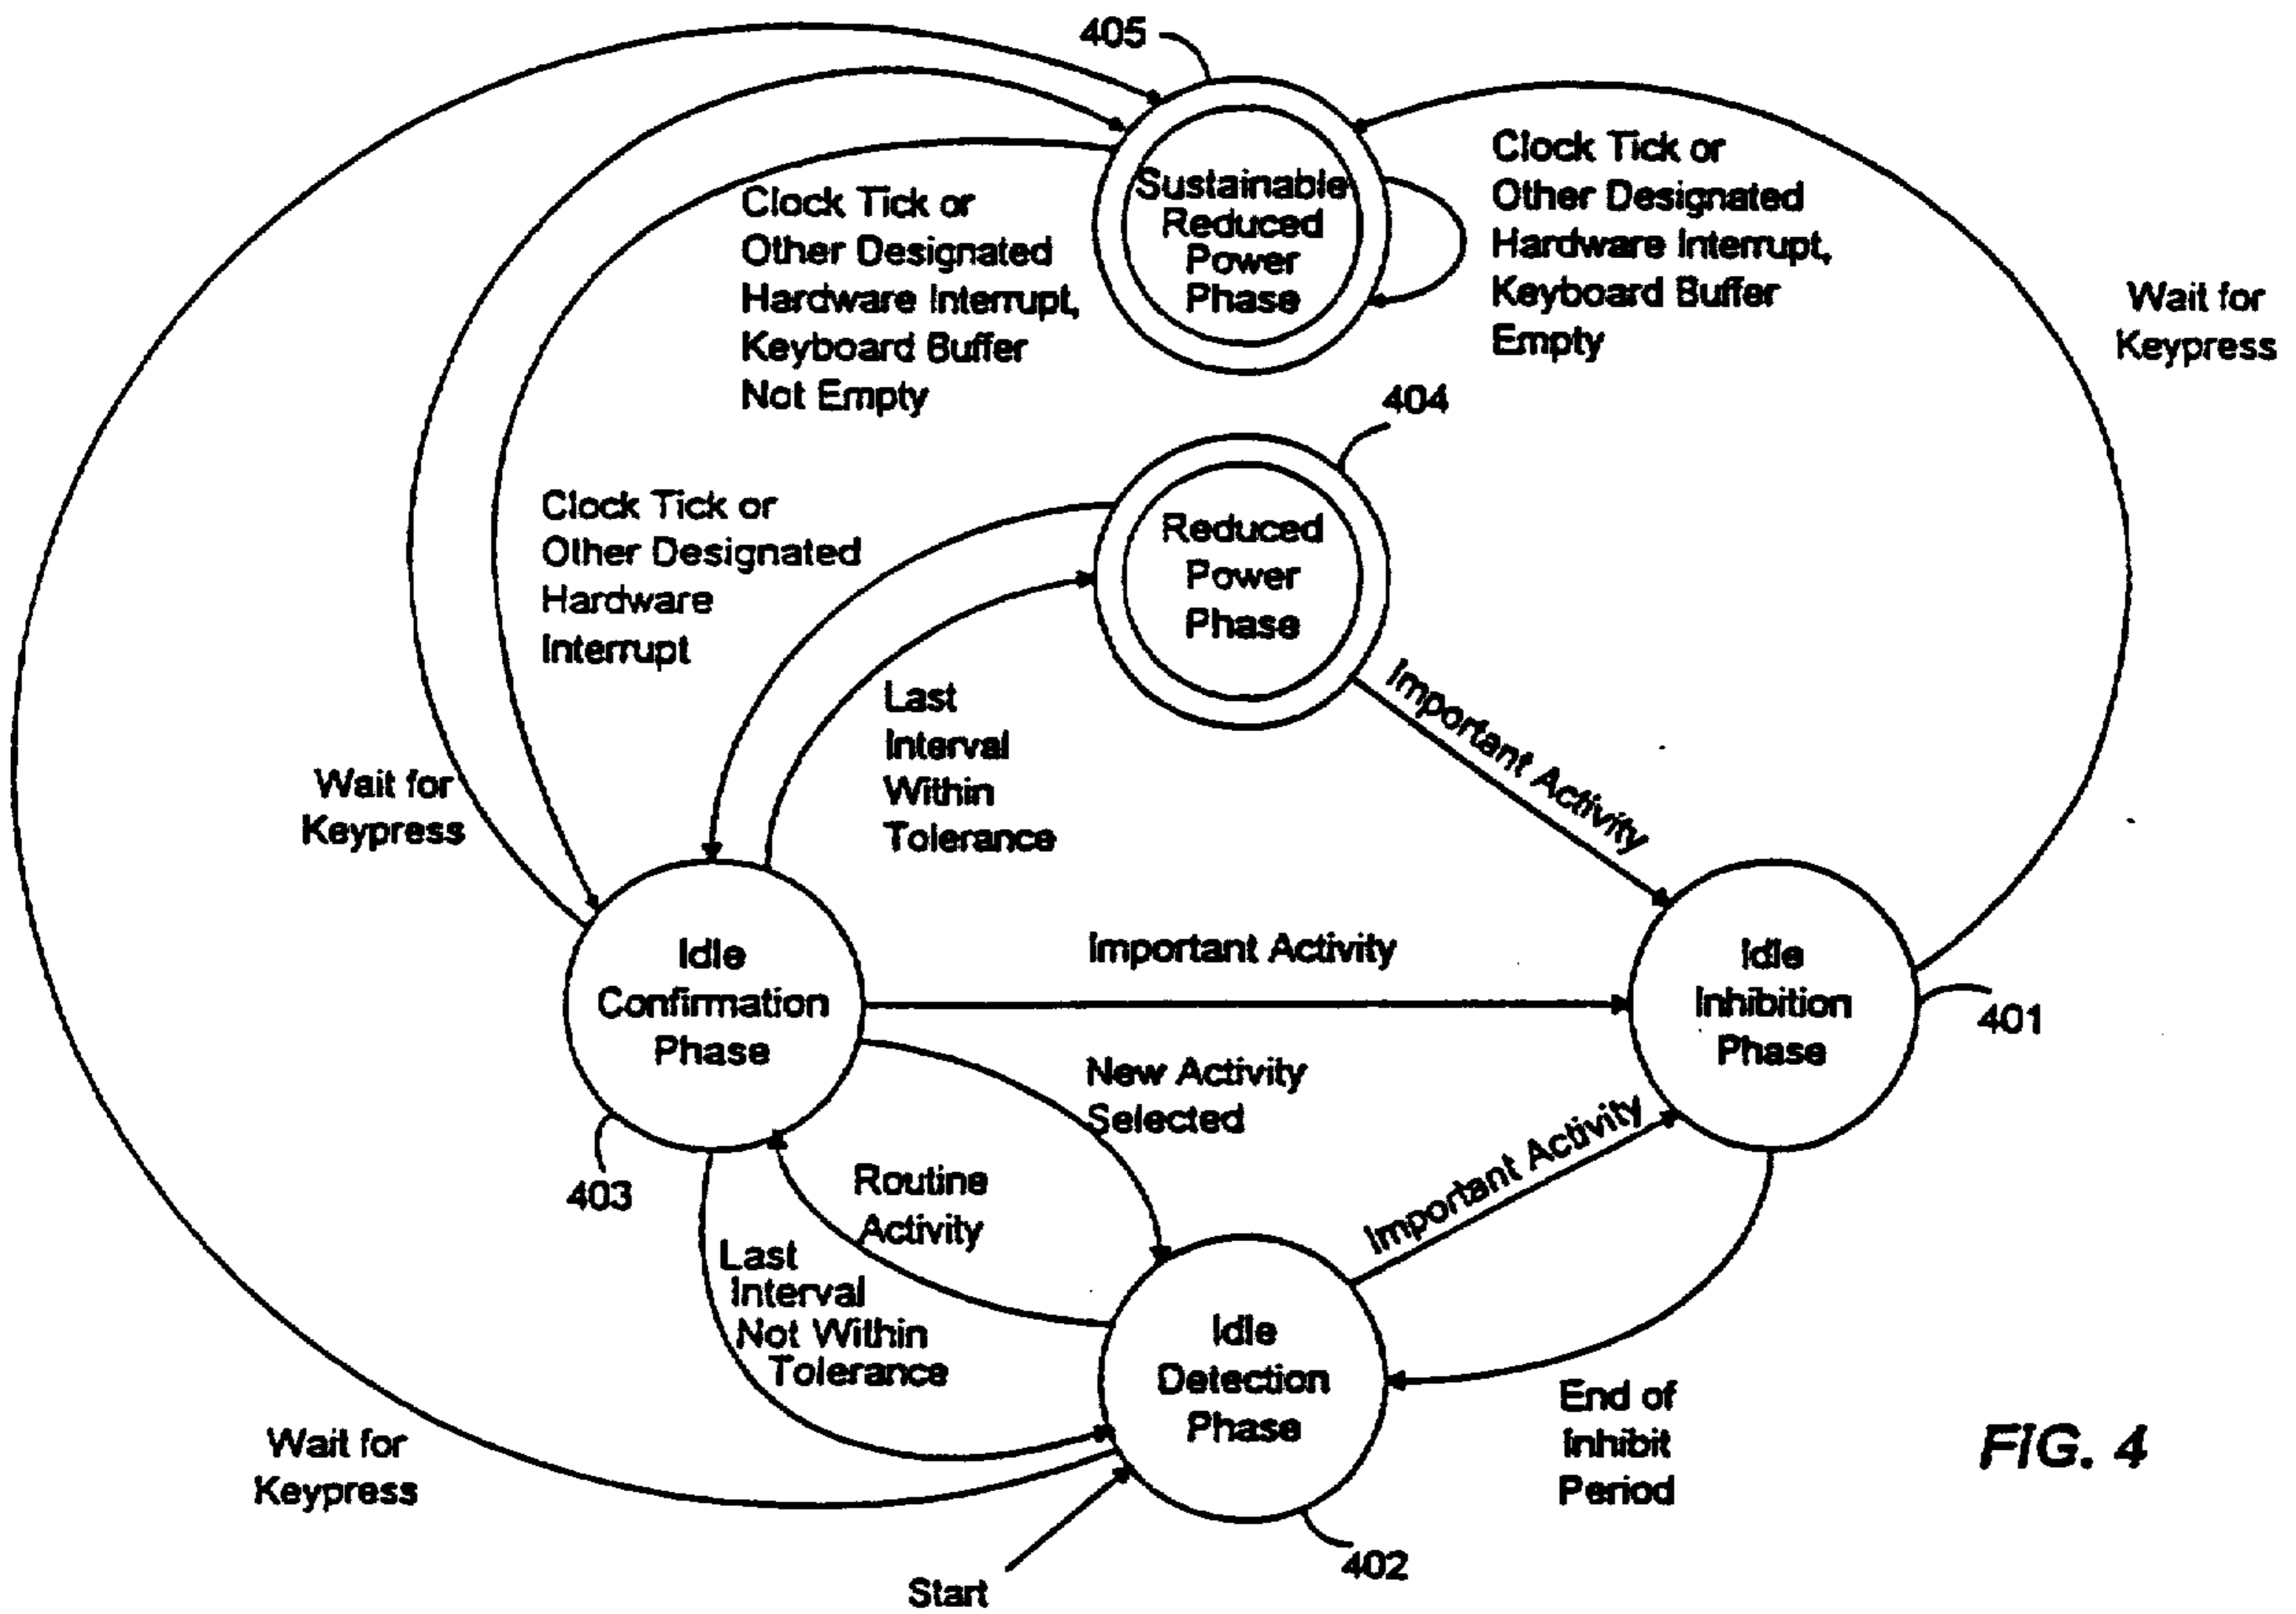 405
Sustainable
Reduced
Power
Phase
Clock Tick or
Other Designated
Hardware Interrupt,
Keyboard Buffer
Not Empty
Clock Tick or
Other Designated
Hardware Interrupt,
Keyboard Buffer
Empty
Wait for
Keypress
404
Reduced
Power
Phase
Clock Tick or
Other Designated
Hardware
Interrupt
Last
Interval
Within
Tolerance
Important Activity
Wait for
Keypress
Idle
Confirmation
Phase
403
Important Activity
Idle
Inhibition
Phase
401
New Activity
Selected
Routine
Activity
Important Activity
Last
Interval
Not Within
Tolerance
Idle
Detection
Phase
402
End of
Inhibit
Period
Wait for
Keypress
Start
FIG. 4